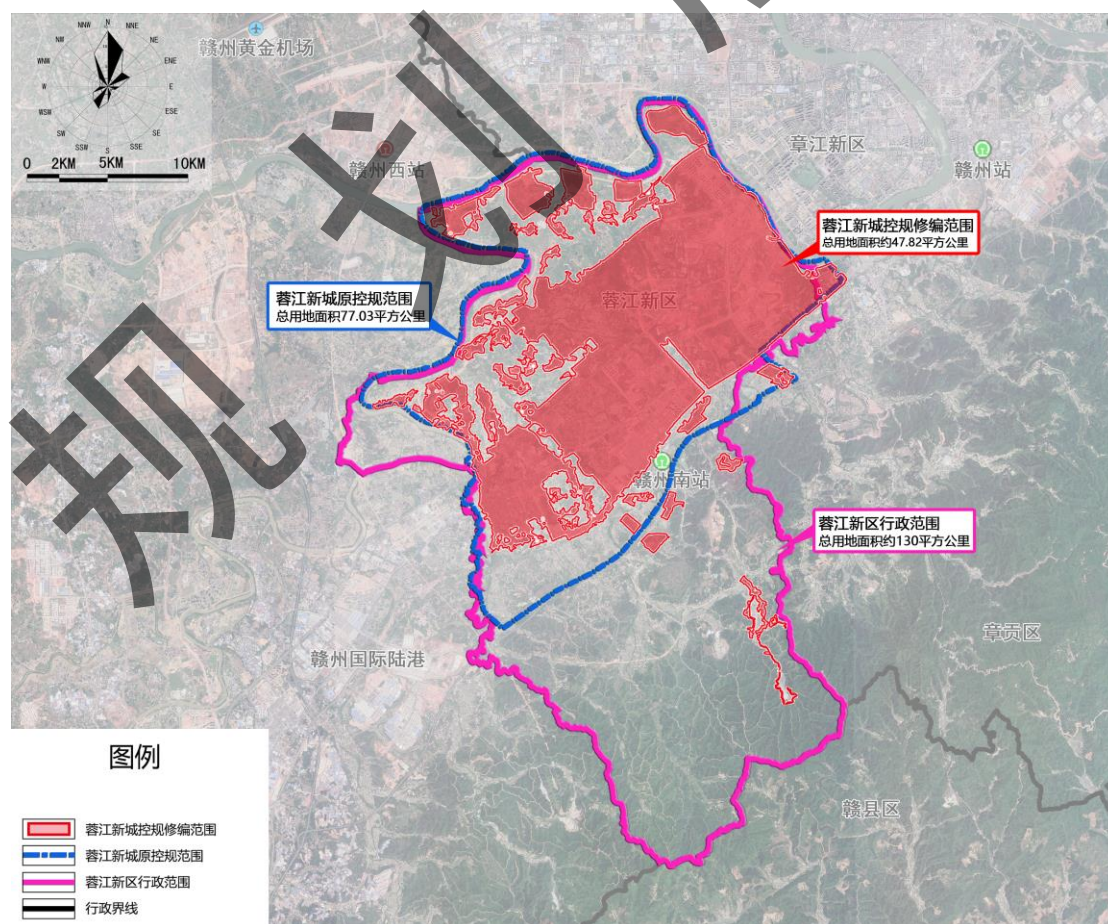 N
NNW
NNE
NW
NE
WNW
ENE
W
E
WSW
ESE
SW
SE
SSW
SSE
S
0 2KM 5KM 10KM
赣州黄金机场
赣州西站
章江新区
赣州站
蓉江新城控规修编范围
总用地面积约47.82平方公里
蓉江新城原控规范围
总用地面积77.03平方公里
蓉江新区
赣州南站
蓉江新区行政范围
总用地面积约130平方公里
赣州国际陆港
章贡区
赣县区
图例
蓉江新城控规修编范围
蓉江新城原控规范围
蓉江新区行政范围
行政界线
规划